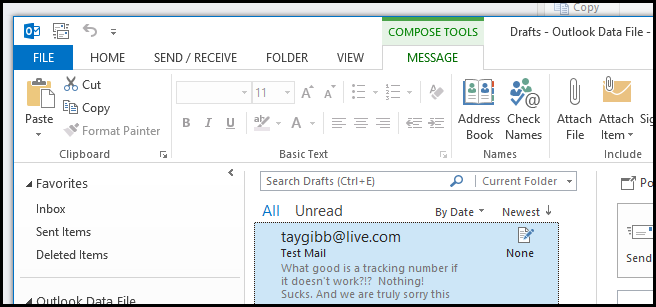 Copy
COMPOSE TOOLS
Drafts - Outlook Data File -
FILE
HOME
SEND / RECEIVE
FOLDER
VIEW
MESSAGE
Paste
Cut
Copy
Format Painter
Clipboard
11
A A
B I U ab A
Basic Text
Address
Book
Check
Names
Names
Attach
File
Attach
Item
Include
Favorites
Inbox
Sent Items
Deleted Items
Outlook Data File
Search Drafts (Ctrl+E)
Current Folder
All Unread
By Date
Newest
taygibb@live.com
Test Mail
None
What good is a tracking number if
it doesn't work?!? Nothing!
Sucks. And we are truly sorry this
Send